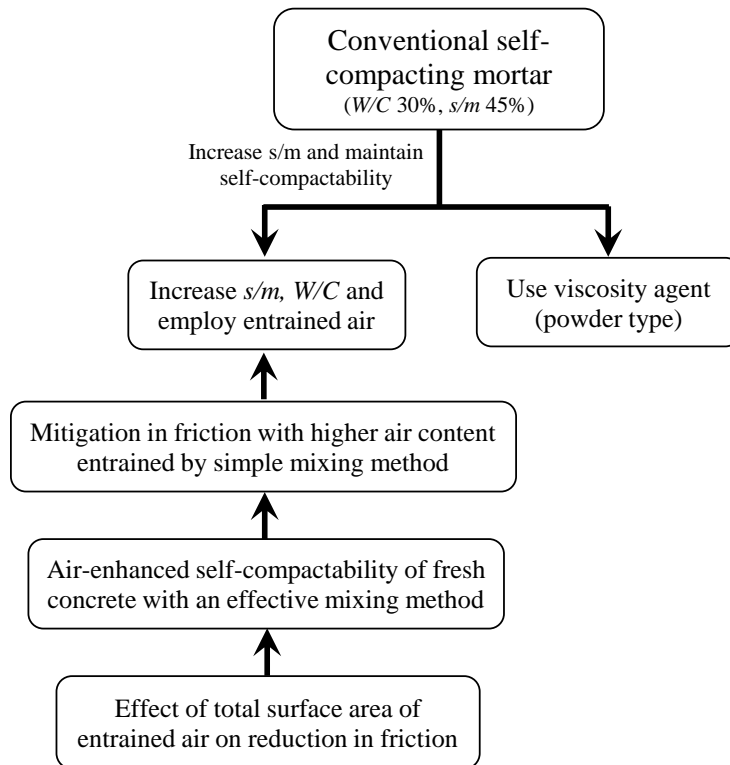 Conventional self-
compacting mortar
(W/C 30%, s/m 45%)
Increase s/m and maintain
self-compactability
Increase s/m, W/C and
employ entrained air
Use viscosity agent
(powder type)
Mitigation in friction with higher air content
entrained by simple mixing method
Air-enhanced self-compactability of fresh
concrete with an effective mixing method
Effect of total surface area of
entrained air on reduction in friction